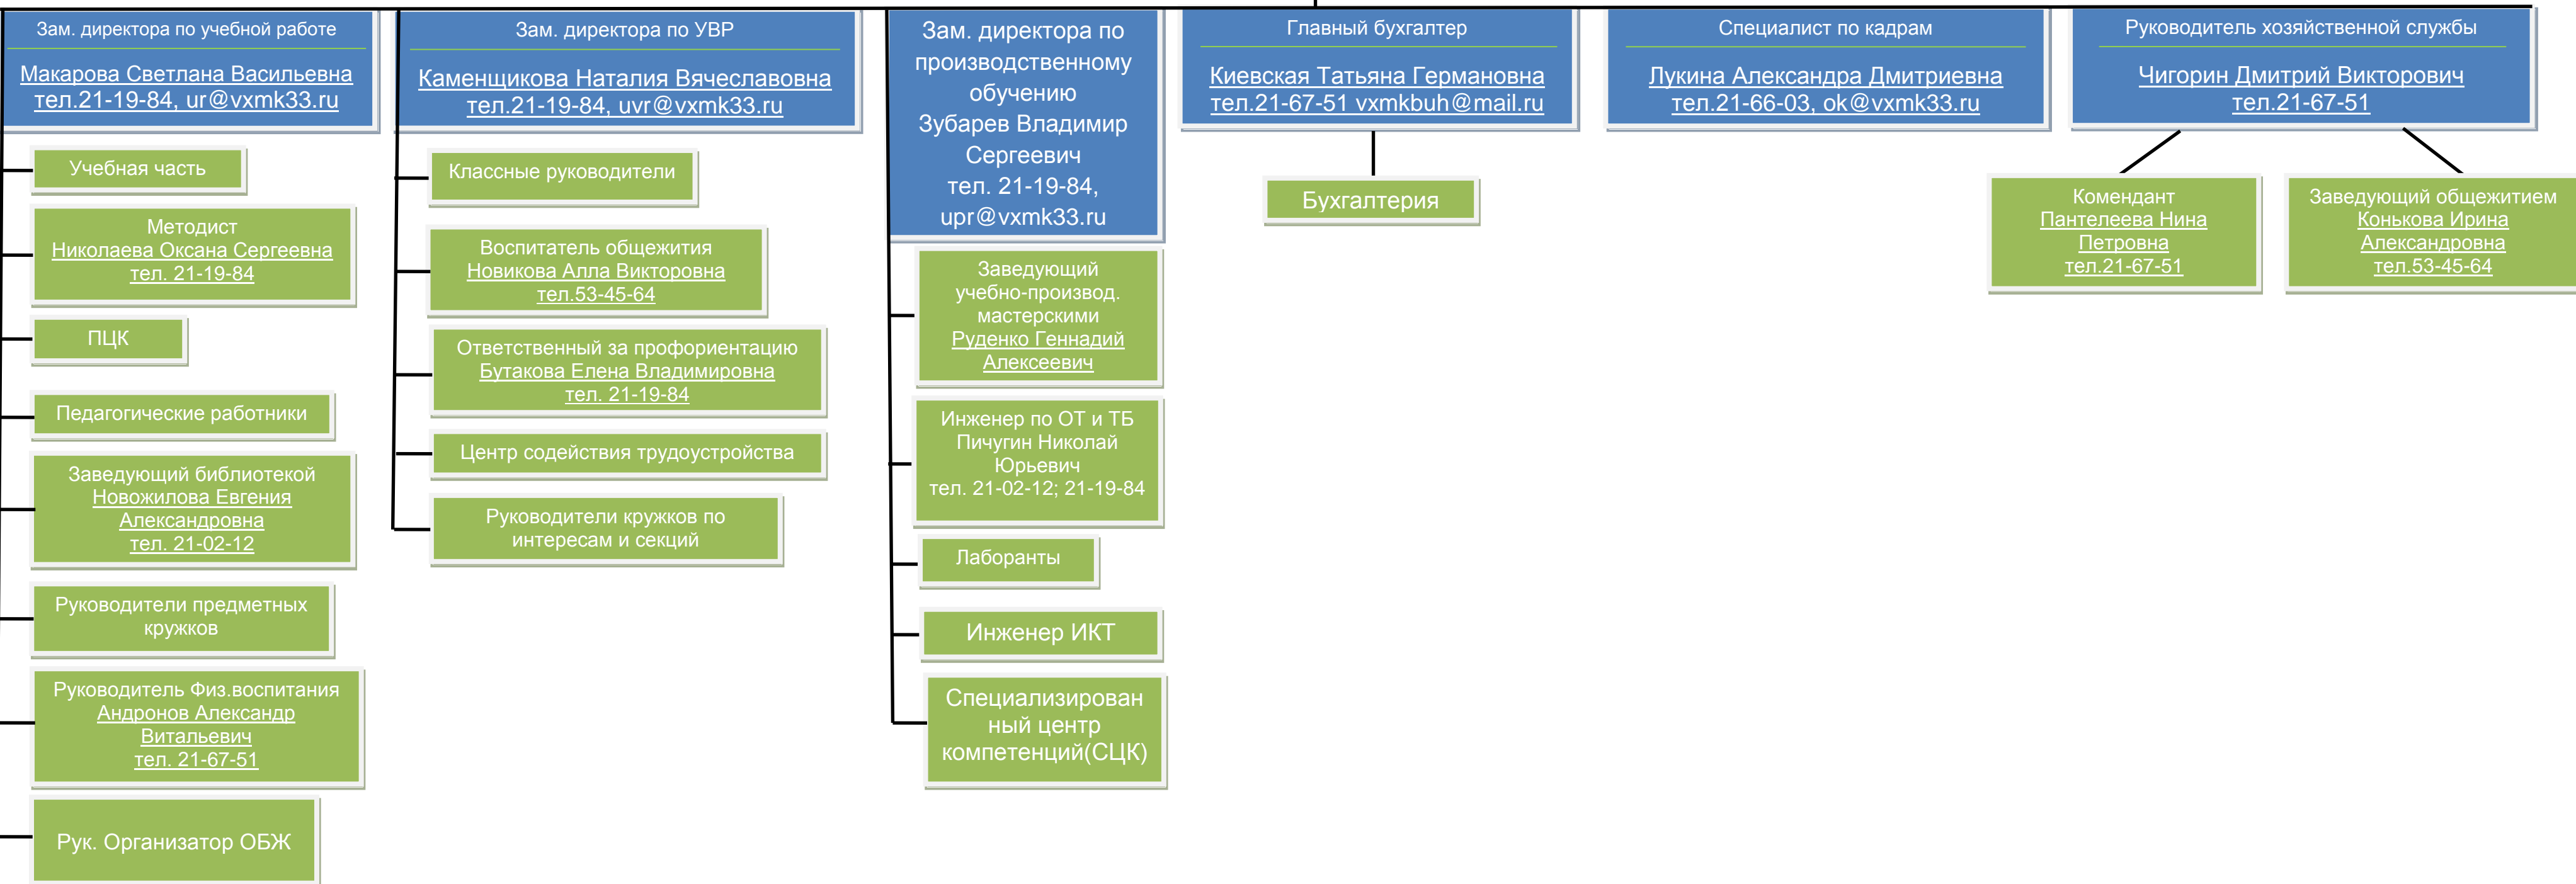 Зам. директора по учебной работе
Макарова Светлана Васильевна
тел.21-19-84, ur@vxmk33.ru
Учебная часть
Методист
Николаева Оксана Сергеевна
тел. 21-19-84
ПЦК
Педагогические работники
Заведующий библиотекой
Новожилова Евгения
Александровна
тел. 21-02-12
Руководители предметных
кружков
Руководитель Физ.воспитания
Андронов Александр
Витальевич
тел. 21-67-51
Рук. Организатор ОБЖ
Зам. директора по УВР
Каменщикова Наталия Вячеславовна
тел.21-19-84, uvr@vxmk33.ru
Классные руководители
Воспитатель общежития
Новикова Алла Викторовна
тел.53-45-64
Ответственный за профориентацию
Бутакова Елена Владимировна
тел. 21-19-84
Центр содействия трудоустройства
Руководители кружков по
интересам и секций
Зам. директора по
производственному
обучению
Зубарев Владимир
Сергеевич
тел. 21-19-84,
upr@vxmk33.ru
Заведующий
учебно-производ.
мастерскими
Руденко Геннадий
Алексеевич
Инженер по ОТ и ТБ
Пичугин Николай
Юрьевич
тел. 21-02-12; 21-19-84
Лаборанты
Инженер ИКТ
Специализирован
ный центр
компетенций(СЦК)
Главный бухгалтер
Киевская Татьяна Германовна
тел.21-67-51 vxmkbuh@mail.ru
Бухгалтерия
Специалист по кадрам
Лукина Александра Дмитриевна
тел.21-66-03, ok@vxmk33.ru
Руководитель хозяйственной службы
Чигорин Дмитрий Викторович
тел.21-67-51
Комендант
Пантелеева Нина
Петровна
тел.21-67-51
Заведующий общежитием
Конькова Ирина
Александровна
тел.53-45-64